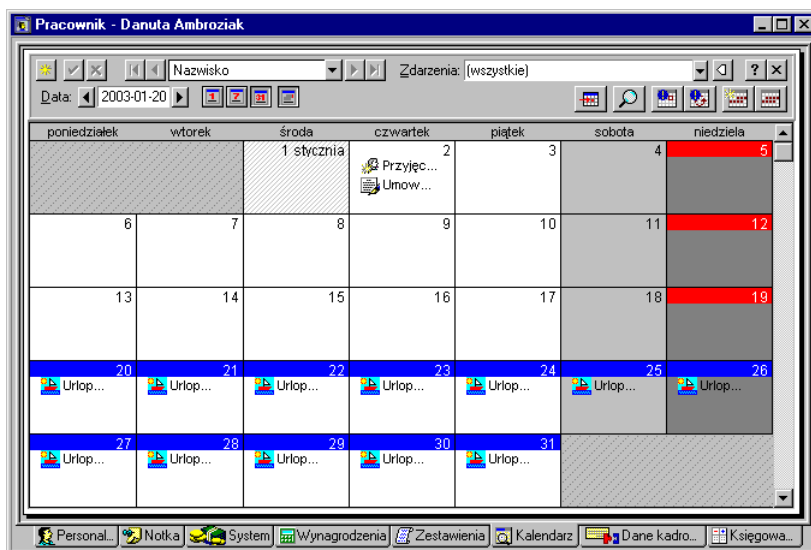 Pracownik - Danuta Ambroziak
Nazwisko Zdarzenia: (wszystkie) ?
Data: 2003-01-20 1 7 31
poniedziałek wtorek środa czwartek piątek sobota niedziela
1 stycznia 2 3 4 5
Przyjęc...
Umow...
6 7 8 9 10 11 12
13 14 15 16 17 18 19
20 21 22 23 24 25 26
Urlop... Urlop... Urlop... Urlop... Urlop... Urlop... Urlop...
27 28 29 30 31
Urlop... Urlop... Urlop... Urlop... Urlop...
Personal... Notka System Wynagrodzenia Zestawienia Kalendarz Dane kadro... Księgowa...